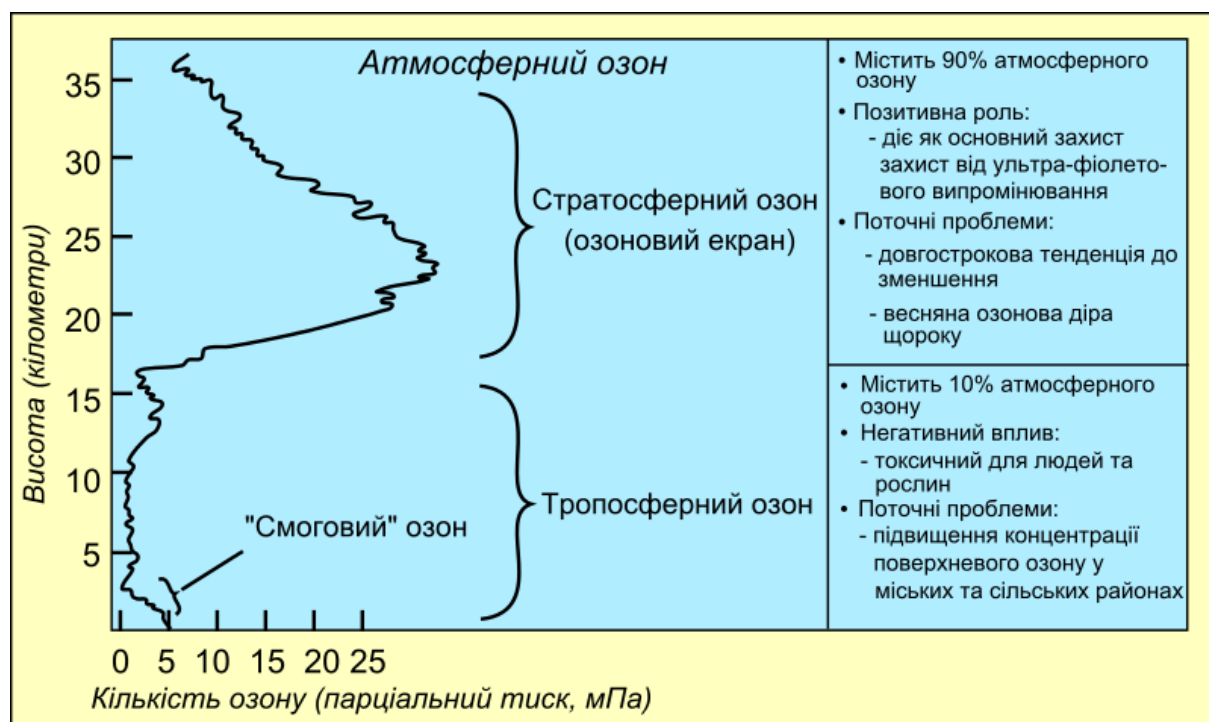 Атмосферний озон
Висота (кілометри)
35
30
25
20
15
10
5
Стратосферний озон
(озоновий екран)
Тропосферний озон
"Смоговий" озон
0 5 10 15 20 25
Кількість озону (парціальний тиск, мПа)
• Містить 90% атмосферного
озону
• Позитивна роль:
- діє як основний захист
захист від ультра-фіолето-
вого випромінювання
• Поточні проблеми:
- довгострокова тенденція до
зменшення
- весняна озонова діра
щороку
• Містить 10% атмосферного
озону
• Негативний вплив:
- токсичний для людей та
рослин
• Поточні проблеми:
- підвищення концентрації
поверхневого озону у
міських та сільських районах